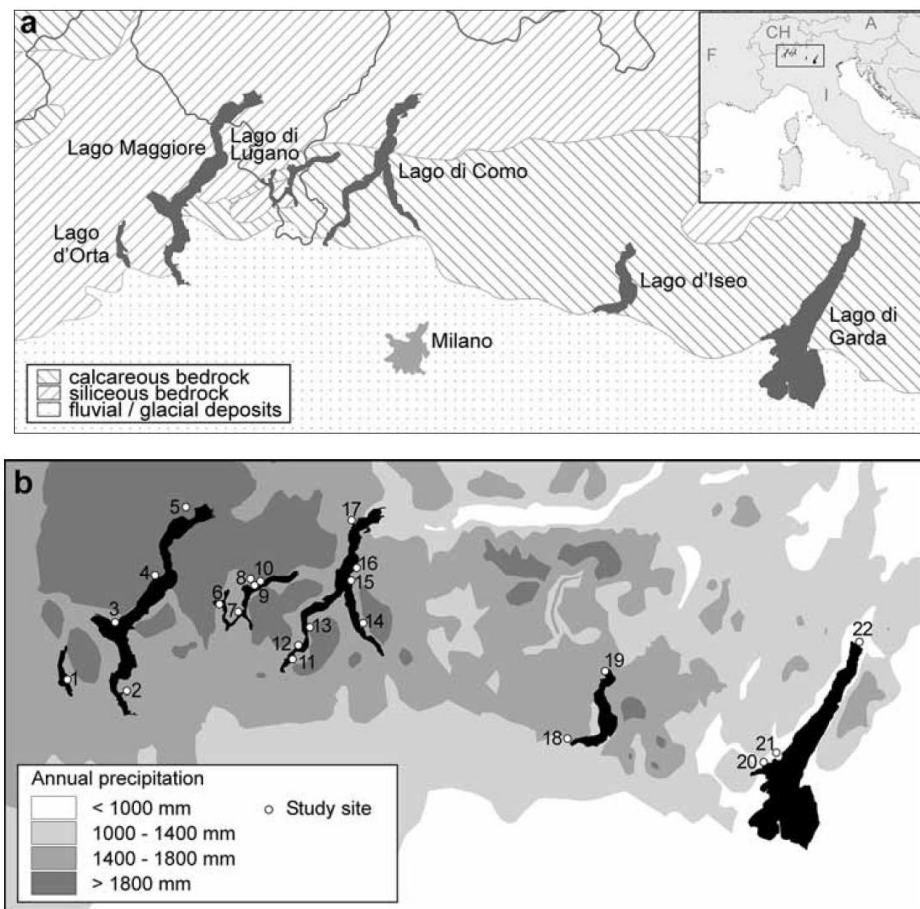 a
F
CH
A
I
Lago Maggiore
Lago di
Lugano
Lago di Como
Lago
d'Orta
Lago d'Iseo
Lago di
Garda
Milano
calcareous bedrock
siliceous bedrock
fluvial / glacial deposits
b
17
5
16
15
4
8
10
9
6
7
3
13
14
12
11
1
2
19
22
18
21
20
Annual precipitation
< 1000 mm
Study site
1000 - 1400 mm
1400 - 1800 mm
> 1800 mm